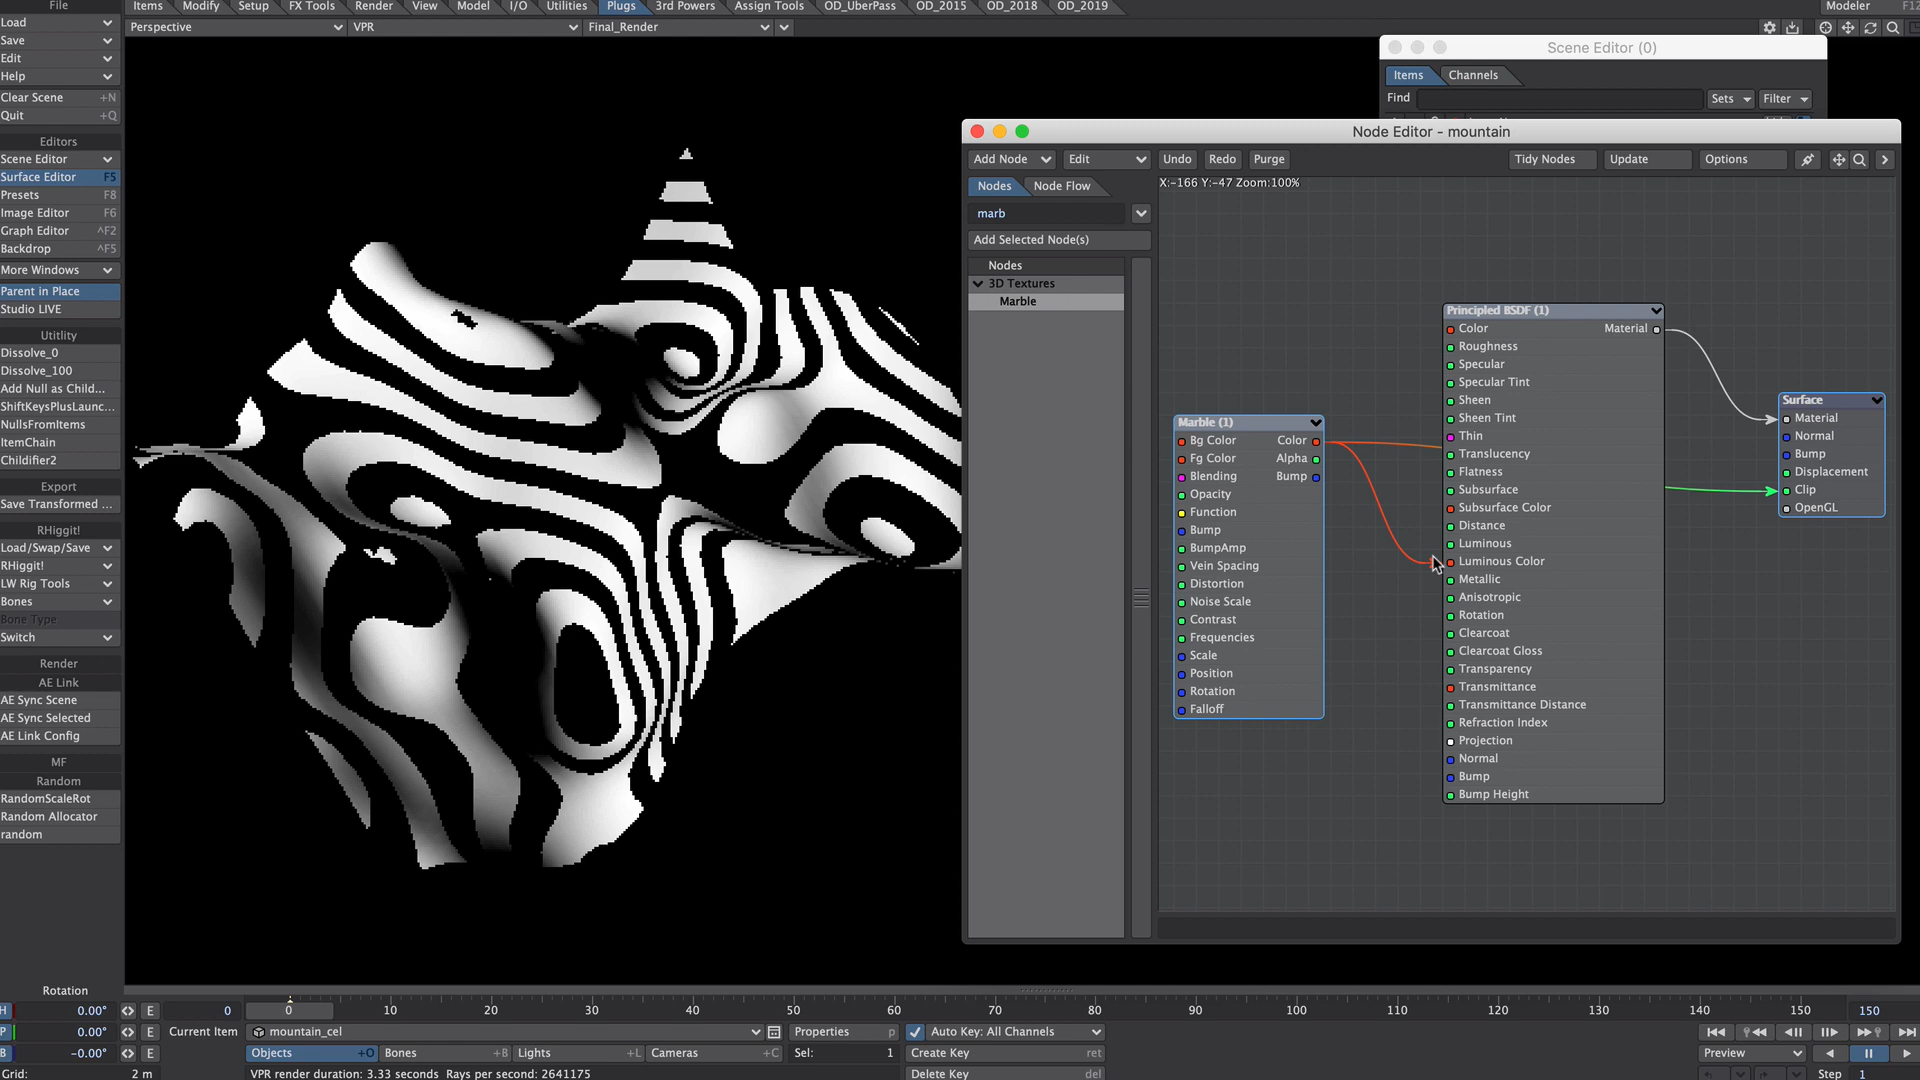 File
Items
Modify
Setup
FX Tools
Render
View
Model
I/O
Utilities
Plugs
3rd Powers
Assign Tools
OD_UberPass
OD_2015
OD_2018
OD_2019
Modeler
F12
Load
Save
Edit
Help
Clear Scene +N
Quit +Q
Editors
Scene Editor
Surface Editor F5
Presets F8
Image Editor F6
Graph Editor ^F2
Backdrop ^F5
More Windows
Parent in Place
Studio LIVE
Utitlity
Dissolve_0
Dissolve_100
Add Null as Child...
ShiftKeysPlusLaunc...
NullsFromItems
ItemChain
Childifier2
Export
Save Transformed ...
RHiggit!
Load/Swap/Save
RHiggit!
LW Rig Tools
Bones
Bone Type
Switch
Render
AE Link
AE Sync Scene
AE Sync Selected
AE Link Config
MF
Random
RandomScaleRot
Random Allocator
random
Perspective
VPR
Final_Render
Scene Editor (0)
Items
Channels
Find
Sets
Filter
Node Editor - mountain
Add Node
Edit
Undo
Redo
Purge
Tidy Nodes
Update
Options
Nodes
Node Flow
X:-166 Y:-47 Zoom:100%
marb
Add Selected Node(s)
Nodes
3D Textures
Marble
Marble (1)
Bg Color Color
Fg Color Alpha
Blending Bump
Opacity
Function
Bump
BumpAmp
Vein Spacing
Distortion
Noise Scale
Contrast
Frequencies
Scale
Position
Rotation
Falloff
Principled BSDF (1)
Color Material
Roughness
Specular
Specular Tint
Sheen
Sheen Tint
Thin
Translucency
Flatness
Subsurface
Subsurface Color
Distance
Luminous
Luminous Color
Metallic
Anisotropic
Rotation
Clearcoat
Clearcoat Gloss
Transparency
Transmittance
Transmittance Distance
Refraction Index
Projection
Normal
Bump
Bump Height
Surface
Material
Normal
Bump
Displacement
Clip
OpenGL
Rotation
H 0.00° E
P 0.00° E
B -0.00° E
Grid: 2 m
0
0 10 20 30 40 50 60 70 80 90 100 110 120 130 140 150
150
Current Item
mountain_cel
Properties p
Auto Key: All Channels
Objects +O
Bones +B
Lights +L
Cameras +C
Sel: 1
Create Key ret
Preview
VPR render duration: 3.33 seconds Rays per second: 2641175
Delete Key del
Step 1